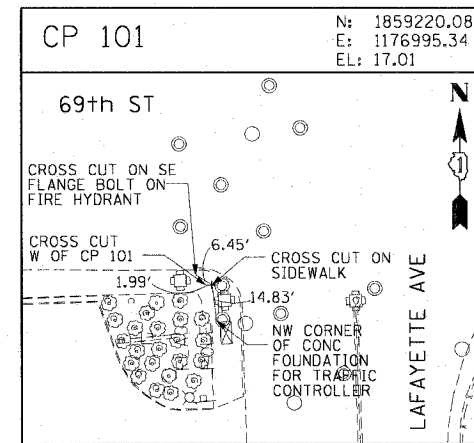 CP 101
N: 1859220.08
E: 1176995.34
EL: 17.01
69th ST
N
1
CROSS CUT ON SE
FLANGE BOLT ON
FIRE HYDRANT
6.45'
CROSS CUT
W OF CP 101
CROSS CUT ON
SIDEWALK
1.99'
14.83'
NW CORNER
OF CONC
FOUNDATION
FOR TRAFFIC
CONTROLLER
LAFAYETTE AVE